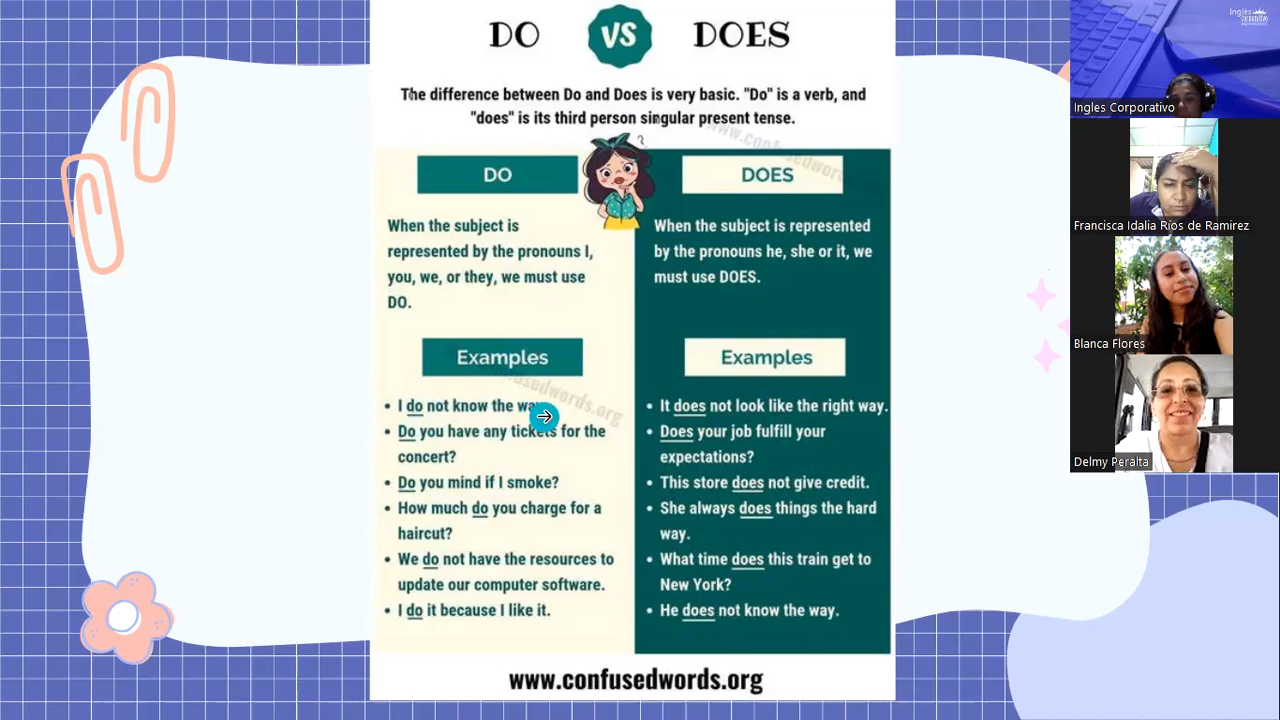 DO VS DOES
The difference between Do and Does is very basic. "Do" is a verb, and
"does" is its third person singular present tense.
www.confusedwords.org
DO
When the subject is
represented by the pronouns I,
you, we, or they, we must use
DO.
Examples
confusedwords.org
• I do not know the way.
• Do you have any tickets for the
concert?
• Do you mind if I smoke?
• How much do you charge for a
haircut?
• We do not have the resources to
update our computer software.
• I do it because I like it.
DOES
When the subject is represented
by the pronouns he, she or it, we
must use DOES.
Examples
• It does not look like the right way.
• Does your job fulfill your
expectations?
• This store does not give credit.
• She always does things the hard
way.
• What time does this train get to
New York?
• He does not know the way.
www.confusedwords.org
Ingles
Corporativo
Ingles Corporativo
Francisca Idalia Ríos de Ramirez
Blanca Flores
Delmy Peralta